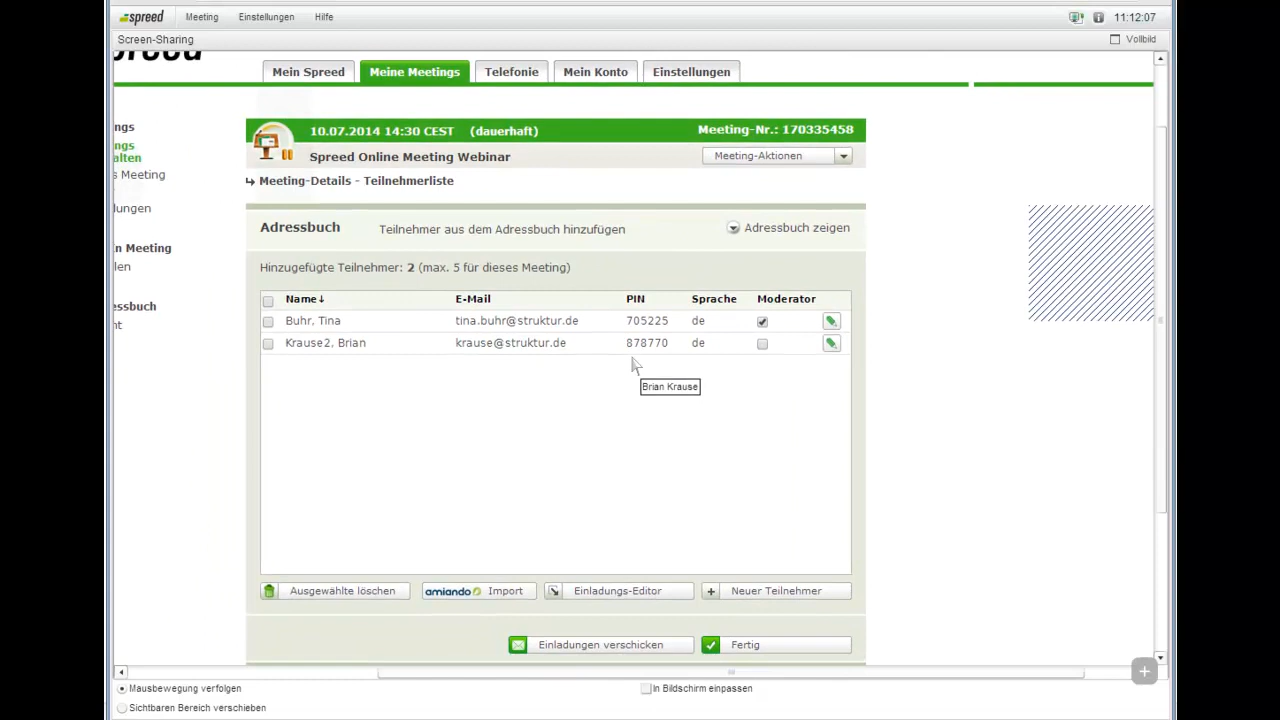 spreed Meeting Einstellungen Hilfe 11:12:07
Screen-Sharing Vollbild
Mein Spreed Meine Meetings Telefonie Mein Konto Einstellungen
ngs
ngs
alten
s Meeting
lungen
n Meeting
len
essbuch
ht
10.07.2014 14:30 CEST (dauerhaft) Meeting-Nr.: 170335458
Spreed Online Meeting Webinar Meeting-Aktionen
Meeting-Details - Teilnehmerliste
Adressbuch Teilnehmer aus dem Adressbuch hinzufügen Adressbuch zeigen
Hinzugefügte Teilnehmer: 2 (max. 5 für dieses Meeting)
Name↓ E-Mail PIN Sprache Moderator
Buhr, Tina tina.buhr@struktur.de 705225 de
Krause2, Brian krause@struktur.de 878770 de
Brian Krause
Ausgewählte löschen amiando Import Einladungs-Editor Neuer Teilnehmer
Einladungen verschicken Fertig
Mausbewegung verfolgen In Bildschirm einpassen
Sichtbaren Bereich verschieben